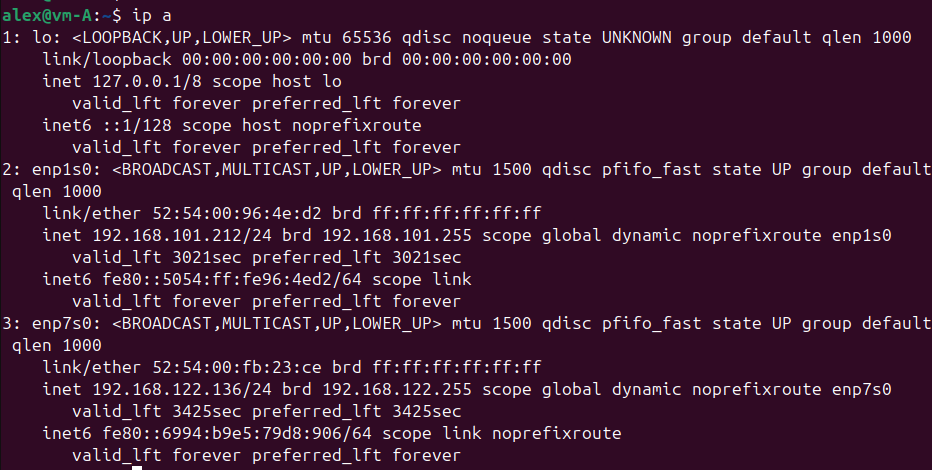 alex@vm-A:~$ ip a
1: lo: <LOOPBACK,UP,LOWER_UP> mtu 65536 qdisc noqueue state UNKNOWN group default qlen 1000
    link/loopback 00:00:00:00:00:00 brd 00:00:00:00:00:00
    inet 127.0.0.1/8 scope host lo
       valid_lft forever preferred_lft forever
    inet6 ::1/128 scope host noprefixroute
       valid_lft forever preferred_lft forever
2: enp1s0: <BROADCAST,MULTICAST,UP,LOWER_UP> mtu 1500 qdisc pfifo_fast state UP group default
 qlen 1000
    link/ether 52:54:00:96:4e:d2 brd ff:ff:ff:ff:ff:ff
    inet 192.168.101.212/24 brd 192.168.101.255 scope global dynamic noprefixroute enp1s0
       valid_lft 3021sec preferred_lft 3021sec
    inet6 fe80::5054:ff:fe96:4ed2/64 scope link
       valid_lft forever preferred_lft forever
3: enp7s0: <BROADCAST,MULTICAST,UP,LOWER_UP> mtu 1500 qdisc pfifo_fast state UP group default
 qlen 1000
    link/ether 52:54:00:fb:23:ce brd ff:ff:ff:ff:ff:ff
    inet 192.168.122.136/24 brd 192.168.122.255 scope global dynamic noprefixroute enp7s0
       valid_lft 3425sec preferred_lft 3425sec
    inet6 fe80::6994:b9e5:79d8:906/64 scope link noprefixroute
       valid_lft forever preferred_lft forever